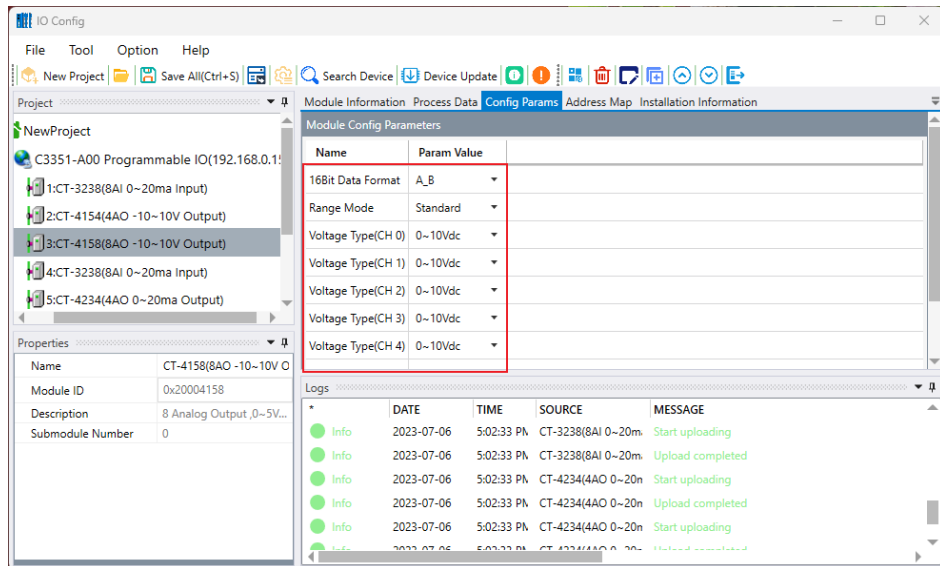 IO Config
File Tool Option Help
New Project Save All(Ctrl+S) Search Device Device Update
Project
NewProject
C3351-A00 Programmable IO(192.168.0.1
1:CT-3238(8AI 0~20ma Input)
2:CT-4154(4AO -10~10V Output)
3:CT-4158(8AO -10~10V Output)
4:CT-3238(8AI 0~20ma Input)
5:CT-4234(4AO 0~20ma Output)
Properties
Name CT-4158(8AO -10~10V O
Module ID 0x20004158
Description 8 Analog Output ,0~5V...
Submodule Number 0
Module Information Process Data Config Params Address Map Installation Information
Module Config Parameters
Name Param Value
16Bit Data Format A_B
Range Mode Standard
Voltage Type(CH 0) 0~10Vdc
Voltage Type(CH 1) 0~10Vdc
Voltage Type(CH 2) 0~10Vdc
Voltage Type(CH 3) 0~10Vdc
Voltage Type(CH 4) 0~10Vdc
Logs
* DATE TIME SOURCE MESSAGE
Info 2023-07-06 5:02:33 PM CT-3238(8AI 0~20m Start uploading
Info 2023-07-06 5:02:33 PM CT-3238(8AI 0~20m Upload completed
Info 2023-07-06 5:02:33 PM CT-4234(4AO 0~20n Start uploading
Info 2023-07-06 5:02:33 PM CT-4234(4AO 0~20n Upload completed
Info 2023-07-06 5:02:33 PM CT-4234(4AO 0~20n Start uploading